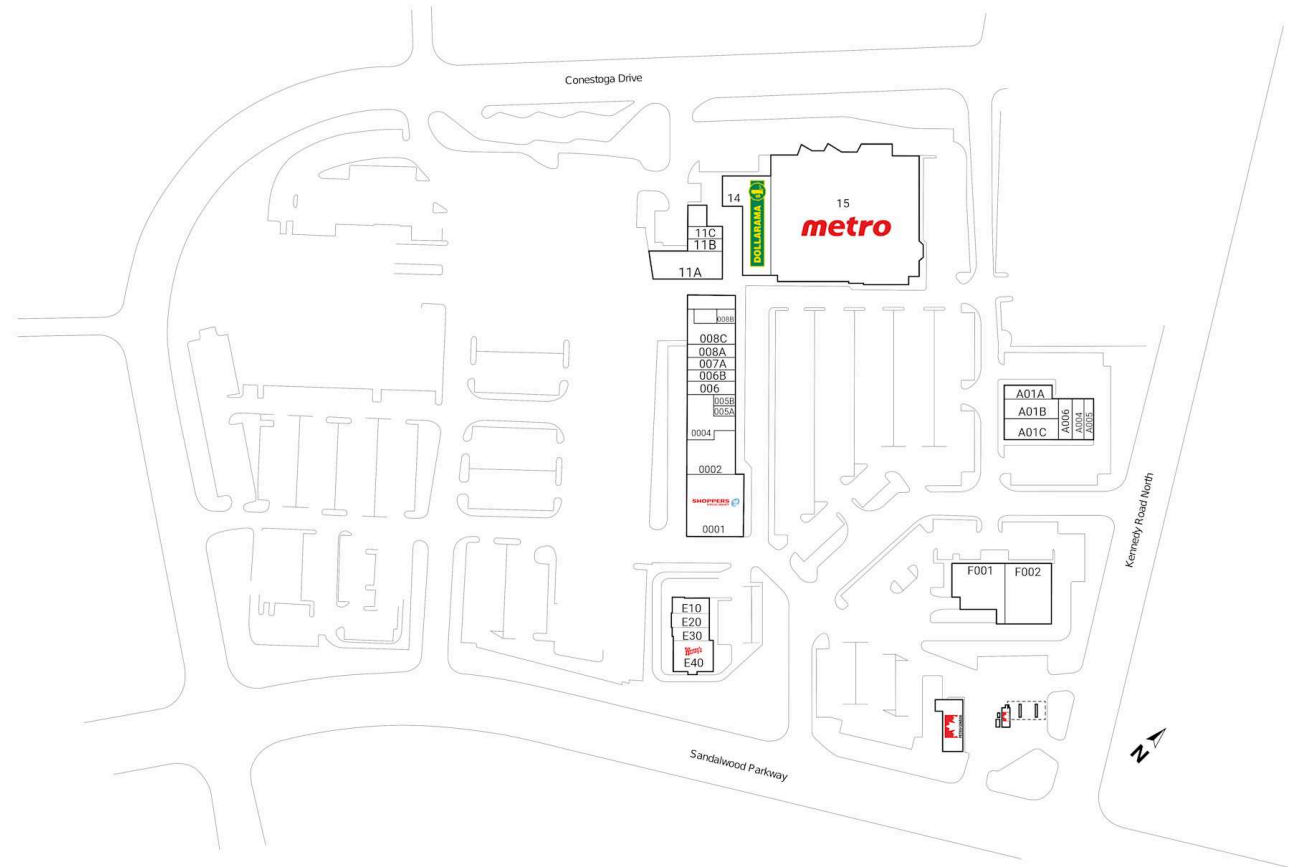 Conestoga Drive
14
DOLLARAMA
15
metro
11C
11B
11A
008B
008C
008A
007A
006B
006
005B
005A
0004
0002
SHOPPERS
0001
A01A
A01B
A01C
A006
A004
A005
Kennedy Road North
F001
F002
E10
E20
E30
Wendy's
E40
PETRO-CANADA
Sandalwood Parkway
N